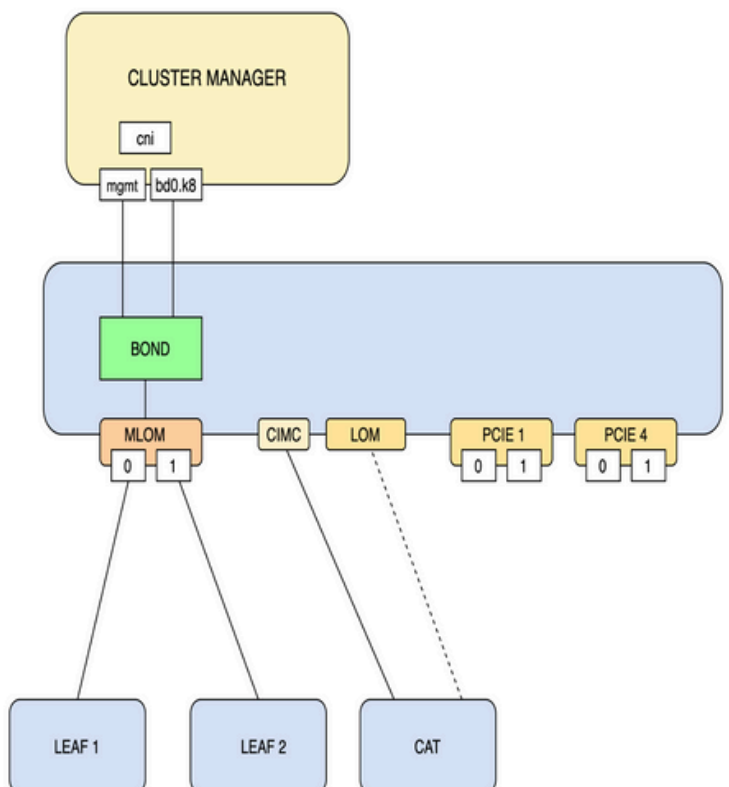 CLUSTER MANAGER
cni
mgmt bd0.k8
BOND
MLOM CIMC LOM PCIE 1 PCIE 4
0 1 0 1 0 1
LEAF 1 LEAF 2 CAT